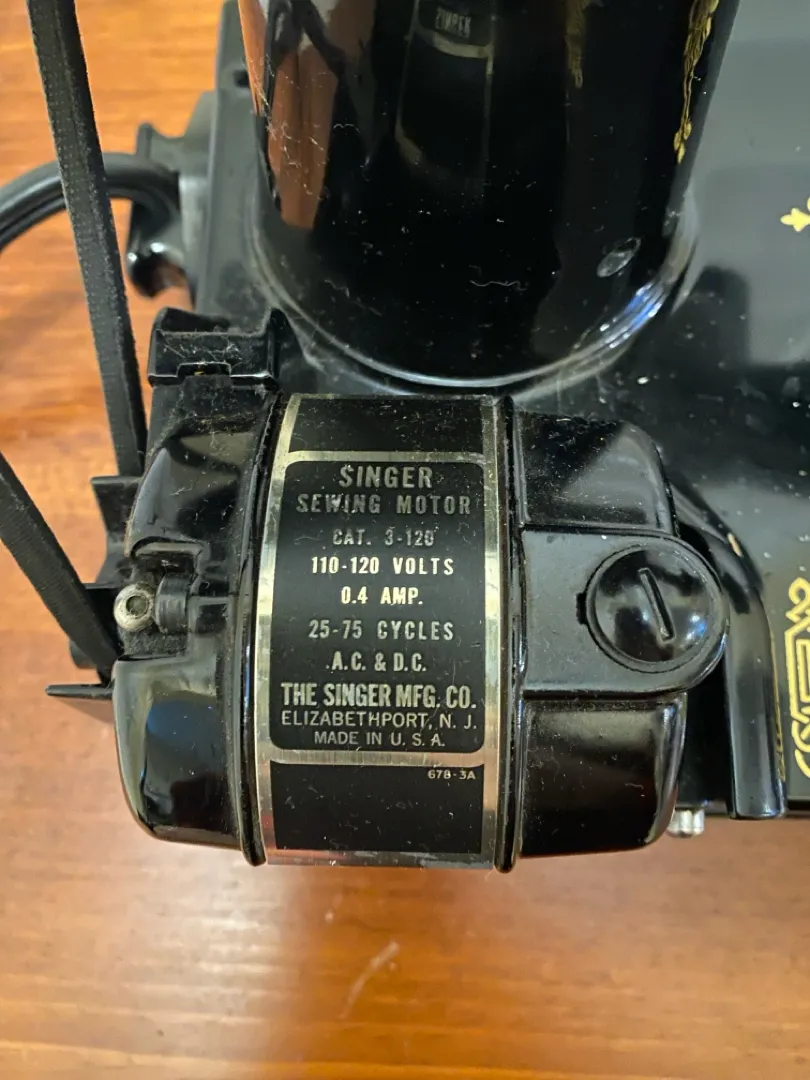 SINGER
SEWING MOTOR
CAT. 3-120
110-120 VOLTS
0.4 AMP.
25-75 CYCLES
A.C. & D.C.
THE SINGER MFG. CO.
ELIZABETHPORT, N. J.
MADE IN U. S. A.
67B-3A